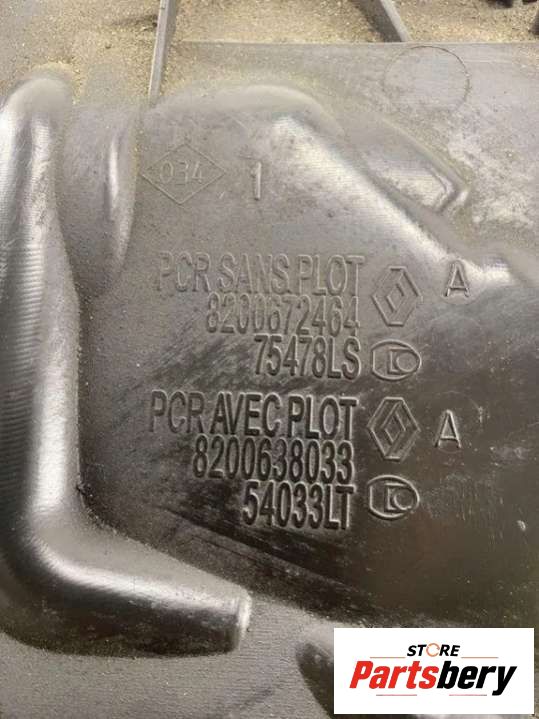 034
1
PCR SANS PLOT
8200672464
A
75478LS
PCR AVEC PLOT
8200638033
A
54033LT
STORE
Partsbery